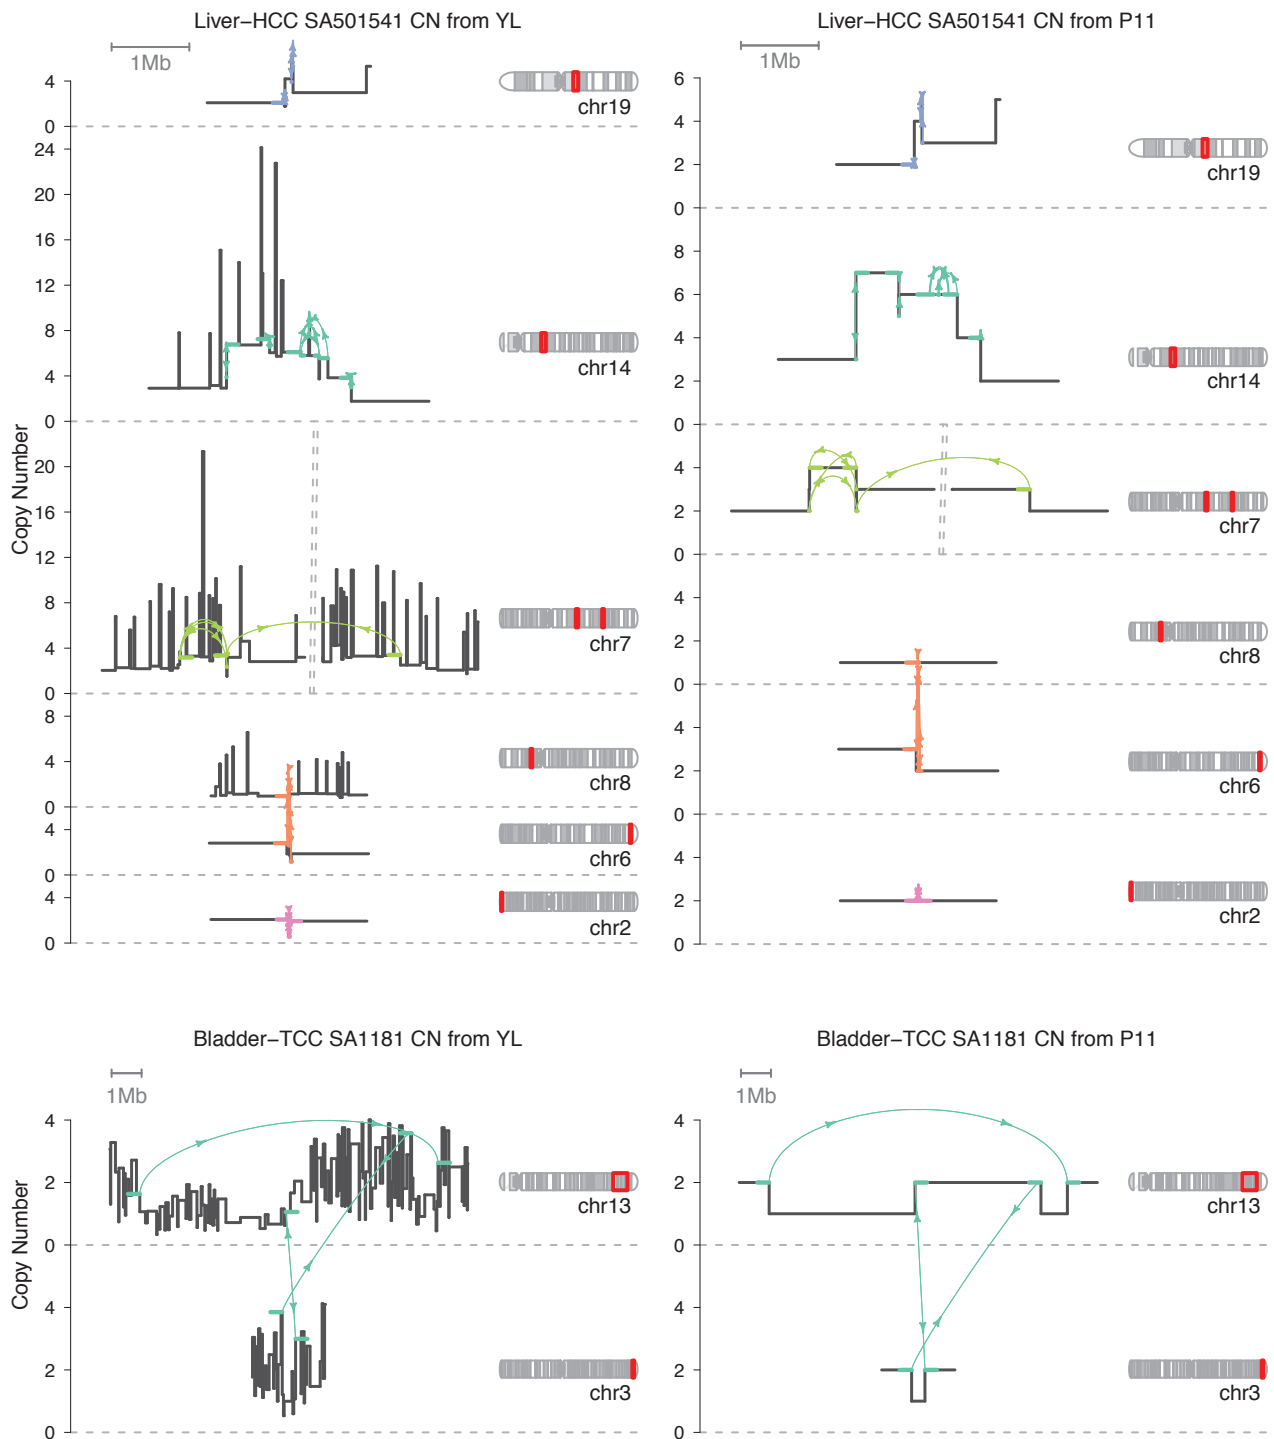 Liver−HCC SA501541 CN from YL
1Mb
4
0
chr19
24
20
16
12
8
4
0
chr14
20
16
12
8
4
0
chr7
8
4
0
chr8
4
0
chr6
4
0
chr2
Copy Number
Liver−HCC SA501541 CN from P11
1Mb
6
4
2
0
chr19
8
6
4
2
0
chr14
4
2
0
chr7
4
2
0
chr8
4
2
0
chr6
4
2
0
chr2
Bladder−TCC SA1181 CN from YL
1Mb
4
2
0
chr13
4
2
0
chr3
Copy Number
Bladder−TCC SA1181 CN from P11
1Mb
4
2
0
chr13
4
2
0
chr3